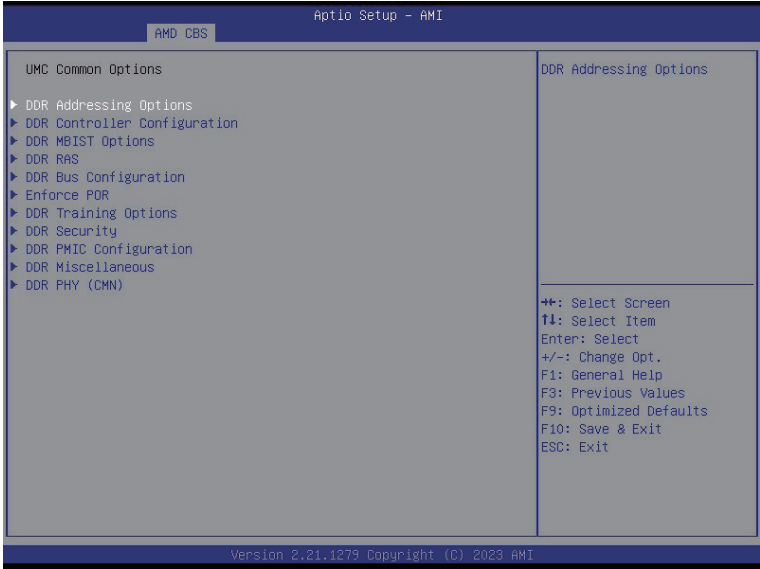 Aptio Setup – AMI
AMD CBS
UMC Common Options
DDR Addressing Options
DDR Controller Configuration
DDR MBIST Options
DDR RAS
DDR Bus Configuration
Enforce POR
DDR Training Options
DDR Security
DDR PMIC Configuration
DDR Miscellaneous
DDR PHY (CMN)
DDR Addressing Options
→←: Select Screen
↑↓: Select Item
Enter: Select
+/-: Change Opt.
F1: General Help
F3: Previous Values
F9: Optimized Defaults
F10: Save & Exit
ESC: Exit
Version 2.21.1279 Copyright (C) 2023 AMI